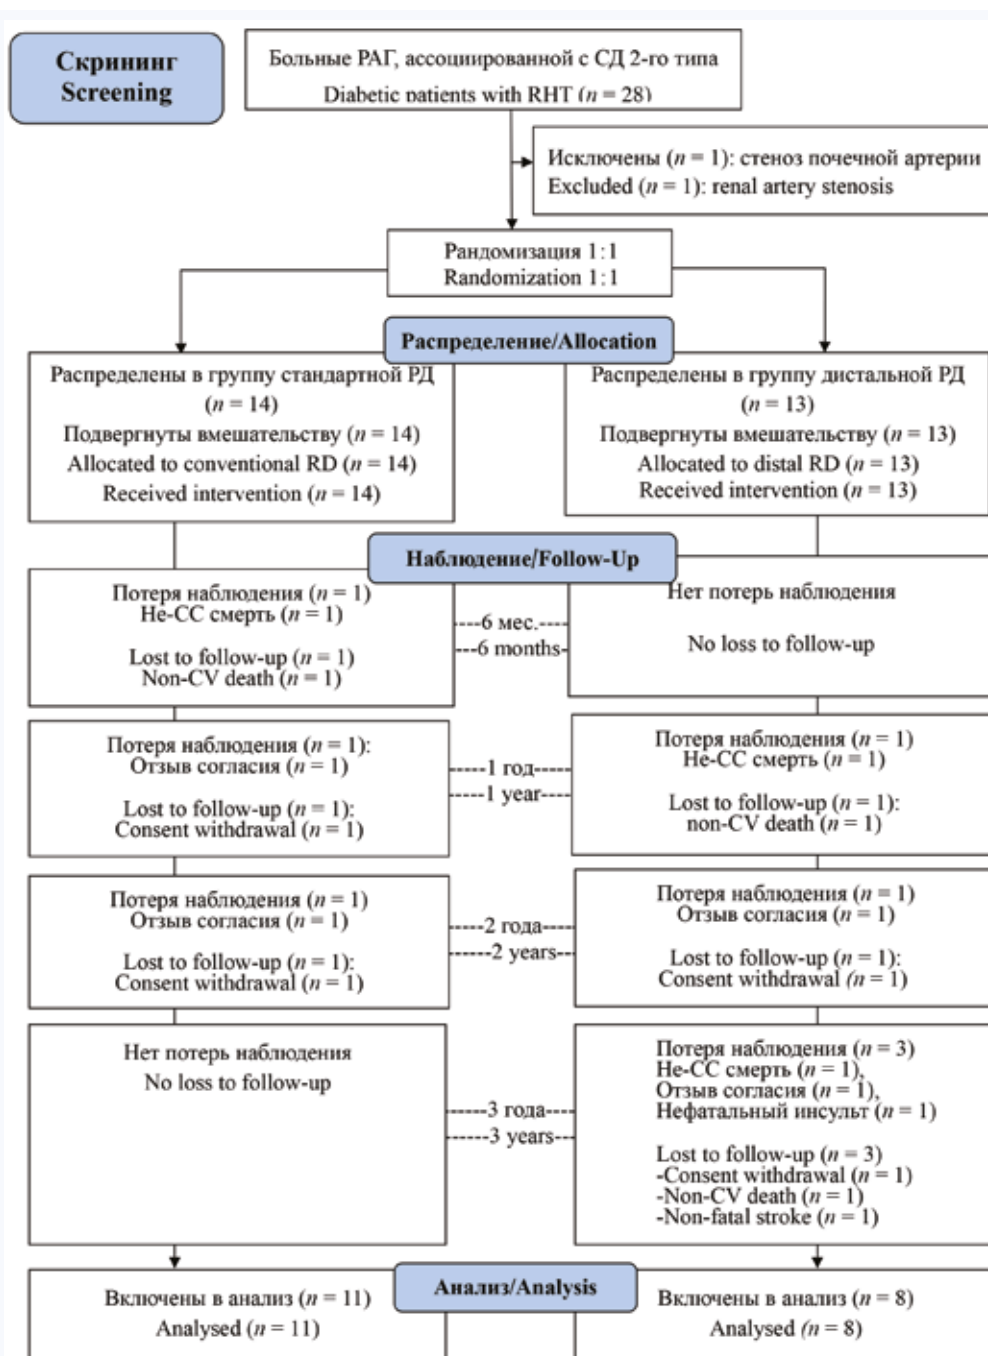 Скрининг
Screening
Больные РАГ, ассоциированной с СД 2-го типа
Diabetic patients with RHT (n = 28)
Исключены (n = 1): стеноз почечной артерии
Excluded (n = 1): renal artery stenosis
Рандомизация 1:1
Randomization 1:1
Распределение/Allocation
Распределены в группу стандартной РД
(n = 14)
Подвергнуты вмешательству (n = 14)
Allocated to conventional RD (n = 14)
Received intervention (n = 14)
Распределены в группу дистальной РД
(n = 13)
Подвергнуты вмешательству (n = 13)
Allocated to distal RD (n = 13)
Received intervention (n = 13)
Наблюдение/Follow-Up
Потеря наблюдения (n = 1)
Не-СС смерть (n = 1)
Lost to follow-up (n = 1)
Non-CV death (n = 1)
6 мес.
6 months
Нет потерь наблюдения
No loss to follow-up
Потеря наблюдения (n = 1):
Отзыв согласия (n = 1)
Lost to follow-up (n = 1):
Consent withdrawal (n = 1)
1 год
1 year
Потеря наблюдения (n = 1)
Не-СС смерть (n = 1)
Lost to follow-up (n = 1):
non-CV death (n = 1)
Потеря наблюдения (n = 1)
Отзыв согласия (n = 1)
Lost to follow-up (n = 1):
Consent withdrawal (n = 1)
2 года
2 years
Потеря наблюдения (n = 1)
Отзыв согласия (n = 1)
Lost to follow-up (n = 1):
Consent withdrawal (n = 1)
Нет потерь наблюдения
No loss to follow-up
3 года
3 years
Потеря наблюдения (n = 3)
Не-СС смерть (n = 1),
Отзыв согласия (n = 1),
Нефатальный инсульт (n = 1)
Lost to follow-up (n = 3)
-Consent withdrawal (n = 1)
-Non-CV death (n = 1)
-Non-fatal stroke (n = 1)
Анализ/Analysis
Включены в анализ (n = 11)
Analysed (n = 11)
Включены в анализ (n = 8)
Analysed (n = 8)